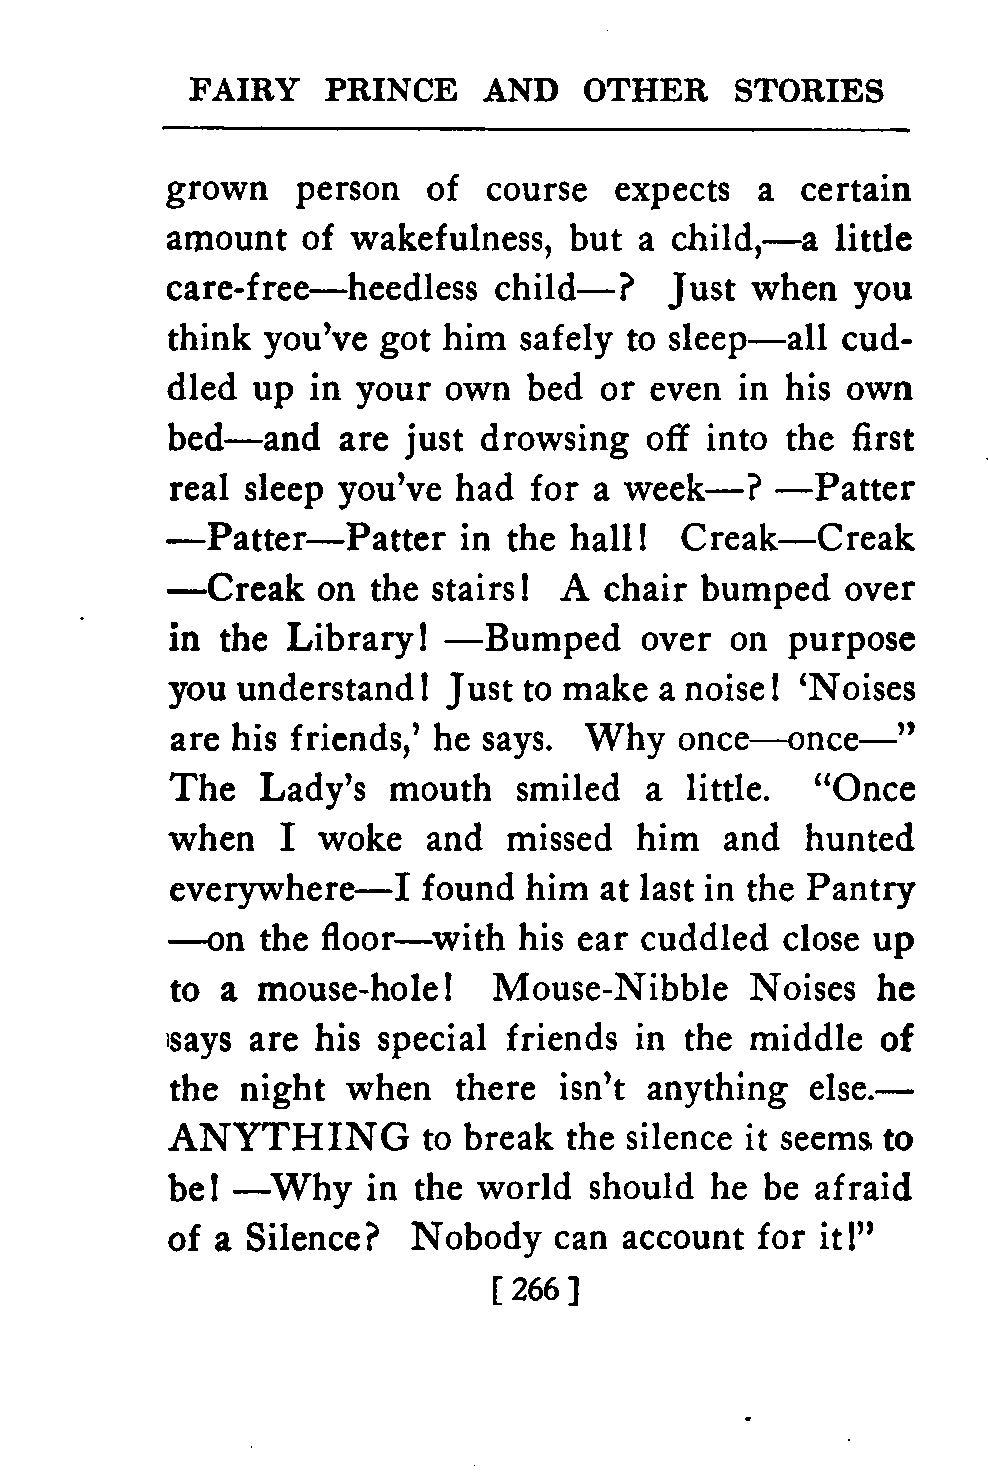 FAIRY PRINCE AND OTHER STORIES
grown person of course expects a certain
amount of wakefulness, but a child,—a little
care-free—heedless child—? Just when you
think you've got him safely to sleep—all cud-
dled up in your own bed or even in his own
bed—and are just drowsing off into the first
real sleep you've had for a week—? —Patter
—Patter—Patter in the hall! Creak—Creak
—Creak on the stairs! A chair bumped over
in the Library! —Bumped over on purpose
you understand! Just to make a noise! ‘Noises
are his friends,’ he says. Why once—once—”
The Lady's mouth smiled a little. “Once
when I woke and missed him and hunted
everywhere—I found him at last in the Pantry
—on the floor—with his ear cuddled close up
to a mouse-hole! Mouse-Nibble Noises he
says are his special friends in the middle of
the night when there isn't anything else.—
ANYTHING to break the silence it seems to
be! —Why in the world should he be afraid
of a Silence? Nobody can account for it!”
[ 266 ]